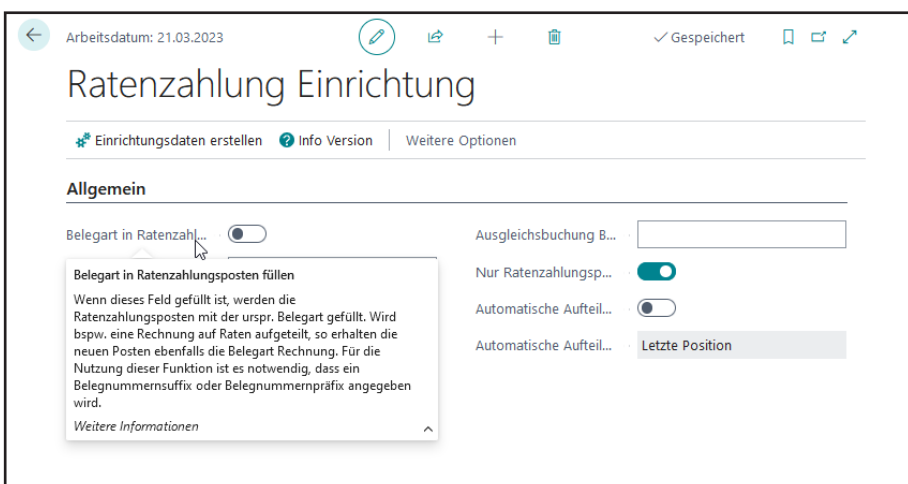 Arbeitsdatum: 21.03.2023
Gespeichert
Ratenzahlung Einrichtung
Einrichtungsdaten erstellen
Info Version
Weitere Optionen
Allgemein
Belegart in Ratenzahl...
Belegart in Ratenzahlungsposten füllen
Wenn dieses Feld gefüllt ist, werden die
Ratenzahlungsposten mit der urspr. Belegart gefüllt. Wird
bspw. eine Rechnung auf Raten aufgeteilt, so erhalten die
neuen Posten ebenfalls die Belegart Rechnung. Für die
Nutzung dieser Funktion ist es notwendig, dass ein
Belegnummernsuffix oder Belegnummernpräfix angegeben
wird.
Weitere Informationen
Ausgleichsbuchung B...
Nur Ratenzahlungsp...
Automatische Aufteil...
Automatische Aufteil...
Letzte Position